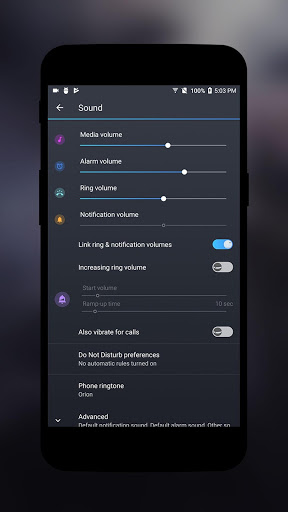 100% 5:03 PM
Sound
Media volume
Alarm volume
Ring volume
Notification volume
Link ring & notification volumes
Increasing ring volume
Start volume
Ramp-up time 10 sec
Also vibrate for calls
Do Not Disturb preferences
No automatic rules turned on
Phone ringtone
Orion
Advanced
Default notification sound, Default alarm sound, Other so